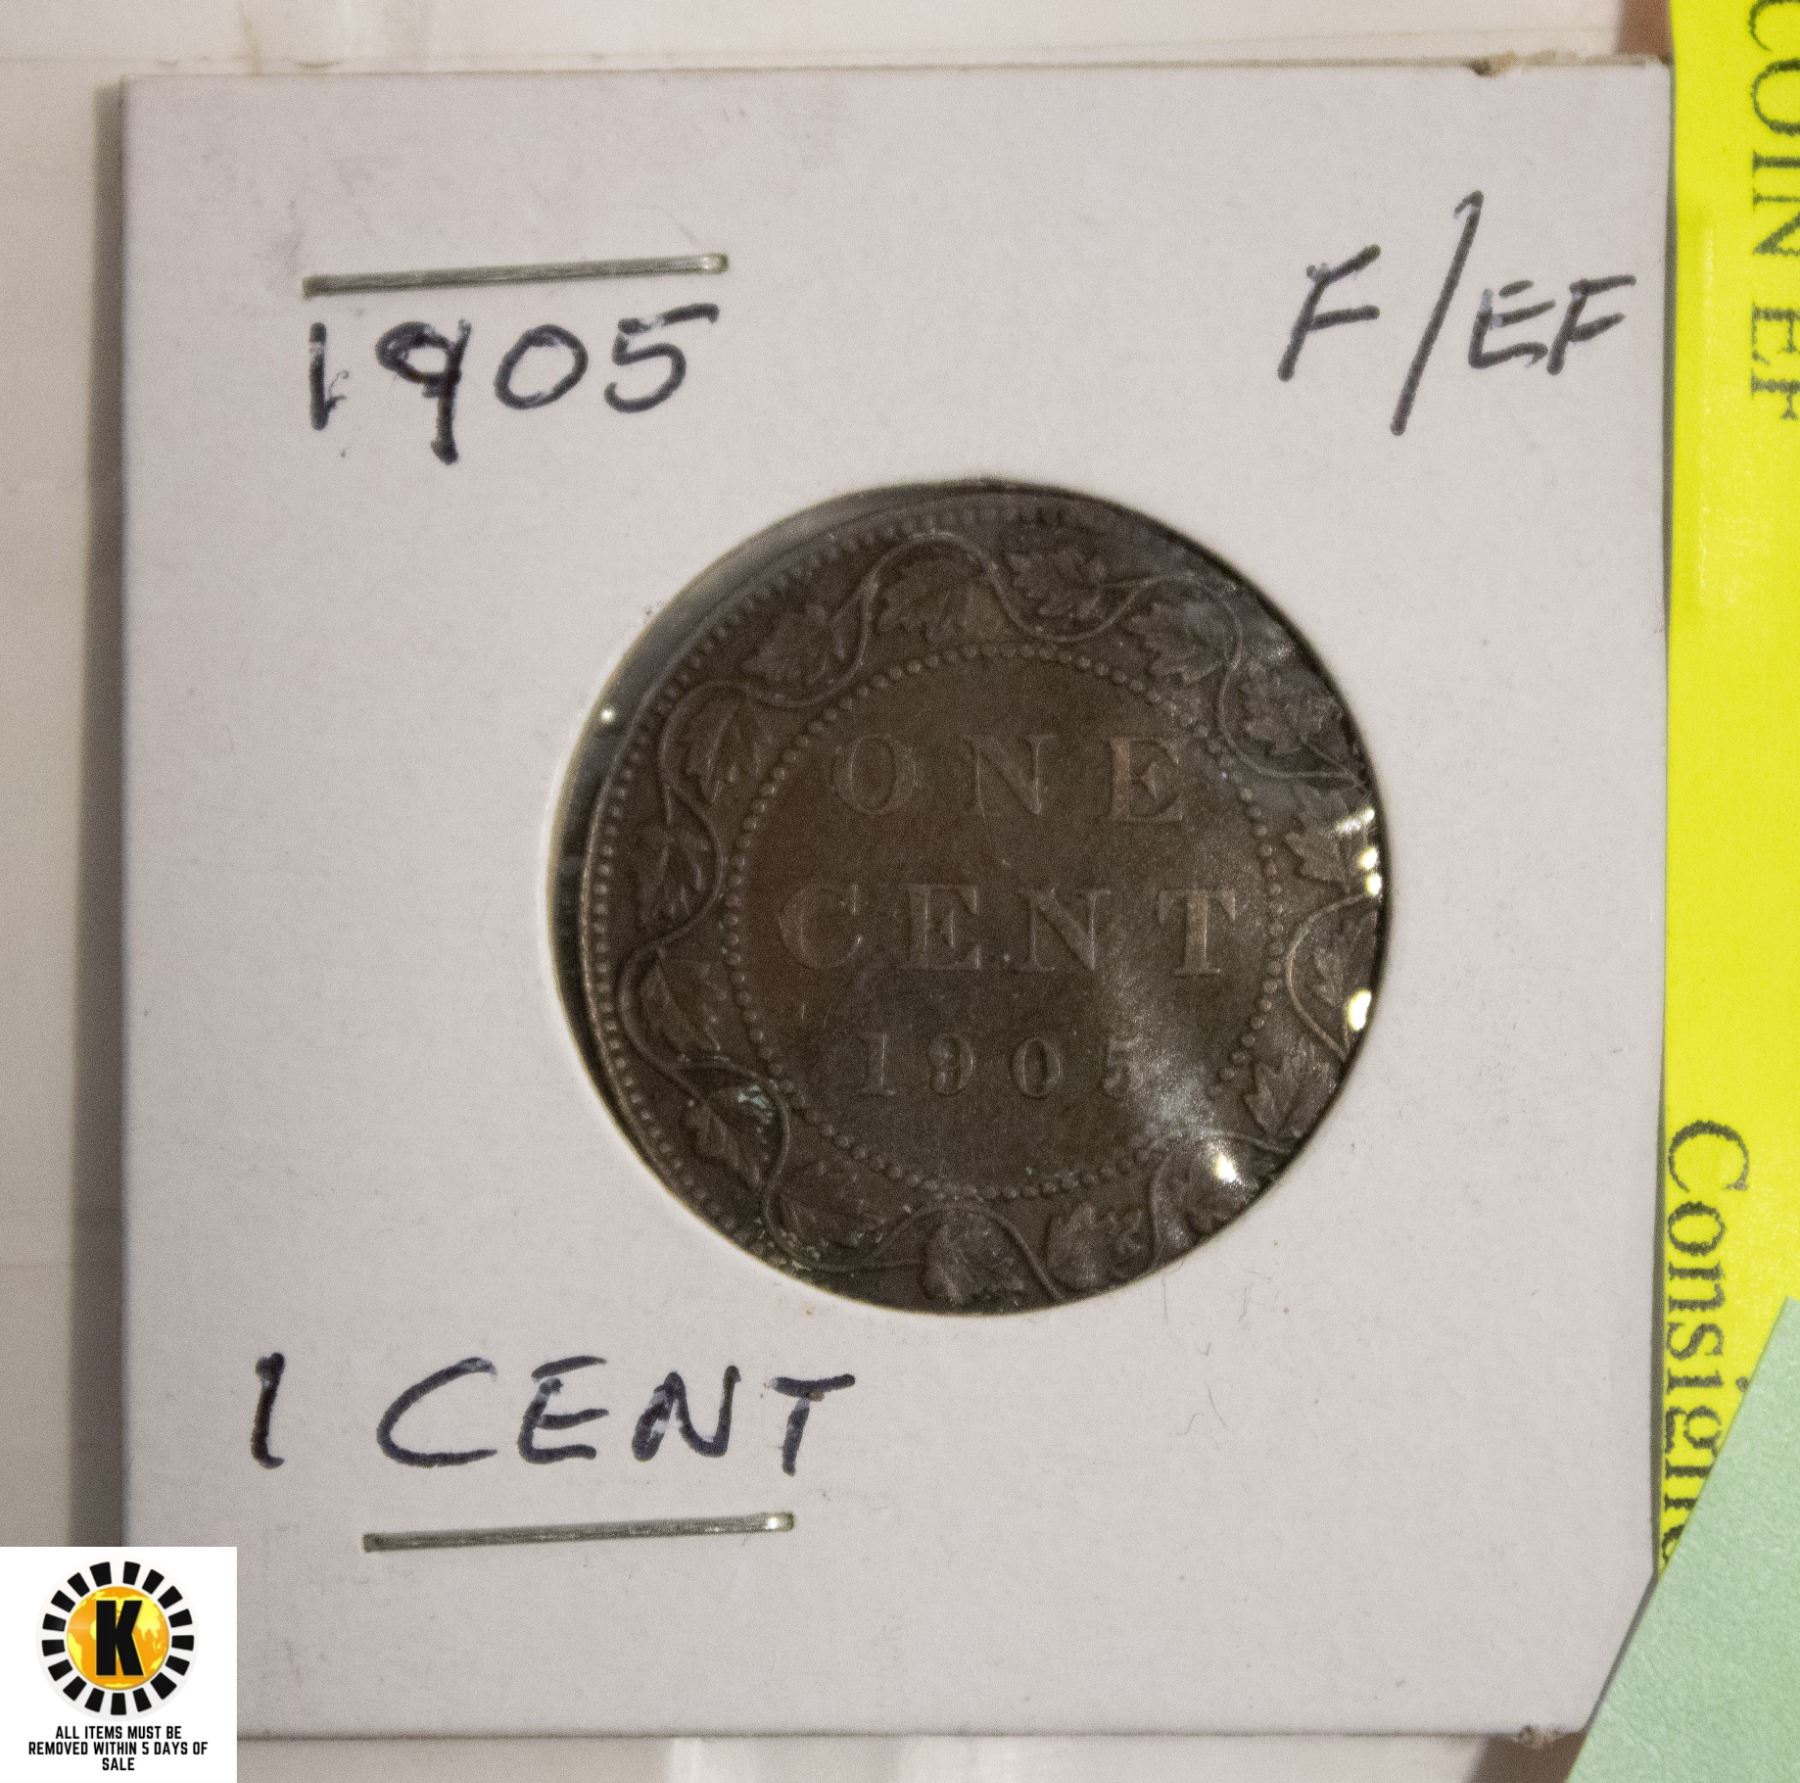 1905
F/EF
ONE
CENT
1905
1 CENT
COIN EF
K
ALL ITEMS MUST BE
REMOVED WITHIN 5 DAYS OF
SALE